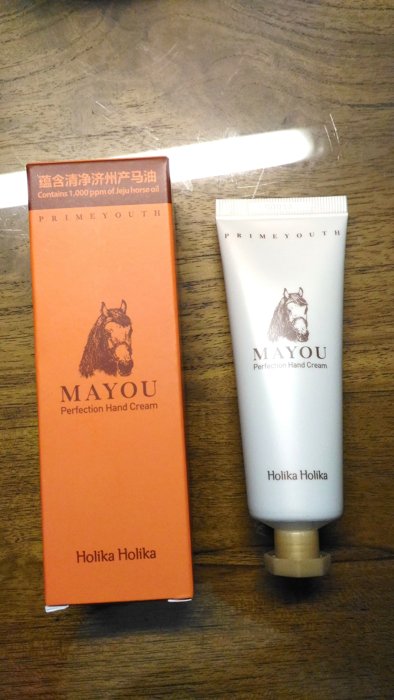 蕴含清净济州产马油
Contains 1,000 ppm of Jeju horse oil
PRIMEYOUTH
MAYOU
Perfection Hand Cream
Holika Holika
PRIMEYOUTH
MAYOU
Perfection Hand Cream
Holika Holika